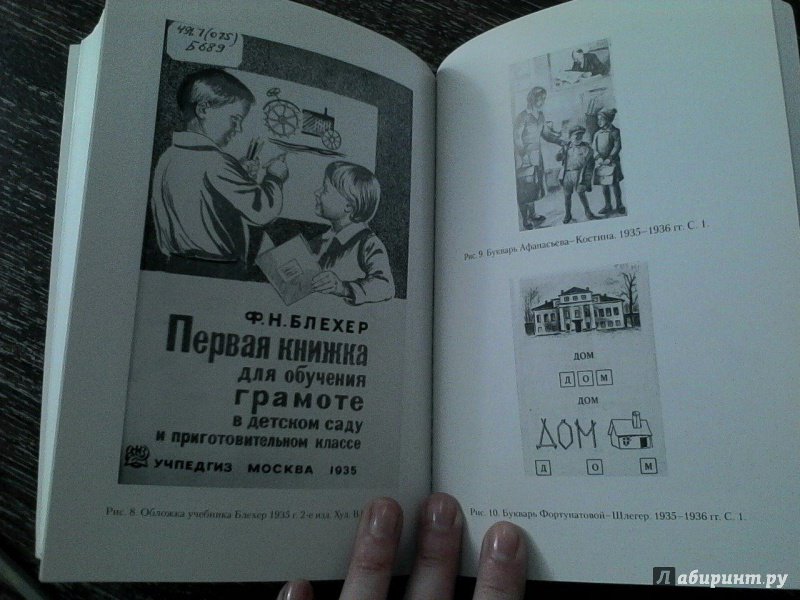 491(075)
Б689
Ф.Н.БЛЕХЕР
Первая книжка
для обучения
грамоте
в детском саду
и приготовительном классе
УЧПЕДГИЗ МОСКВА 1935
Рис. 8. Обложка учебника Блехер 1935 г. 2-е изд. Худ. В.
Рис. 9. Букварь Афанасьева–Костина. 1935–1936 гг. С. 1.
ДОМ
Д О М
ДОМ
ДОМ
Д О М
Рис. 10. Букварь Фортунатовой–Шлегер. 1935–1936 гг. С. 1.
Лабиринт.ру